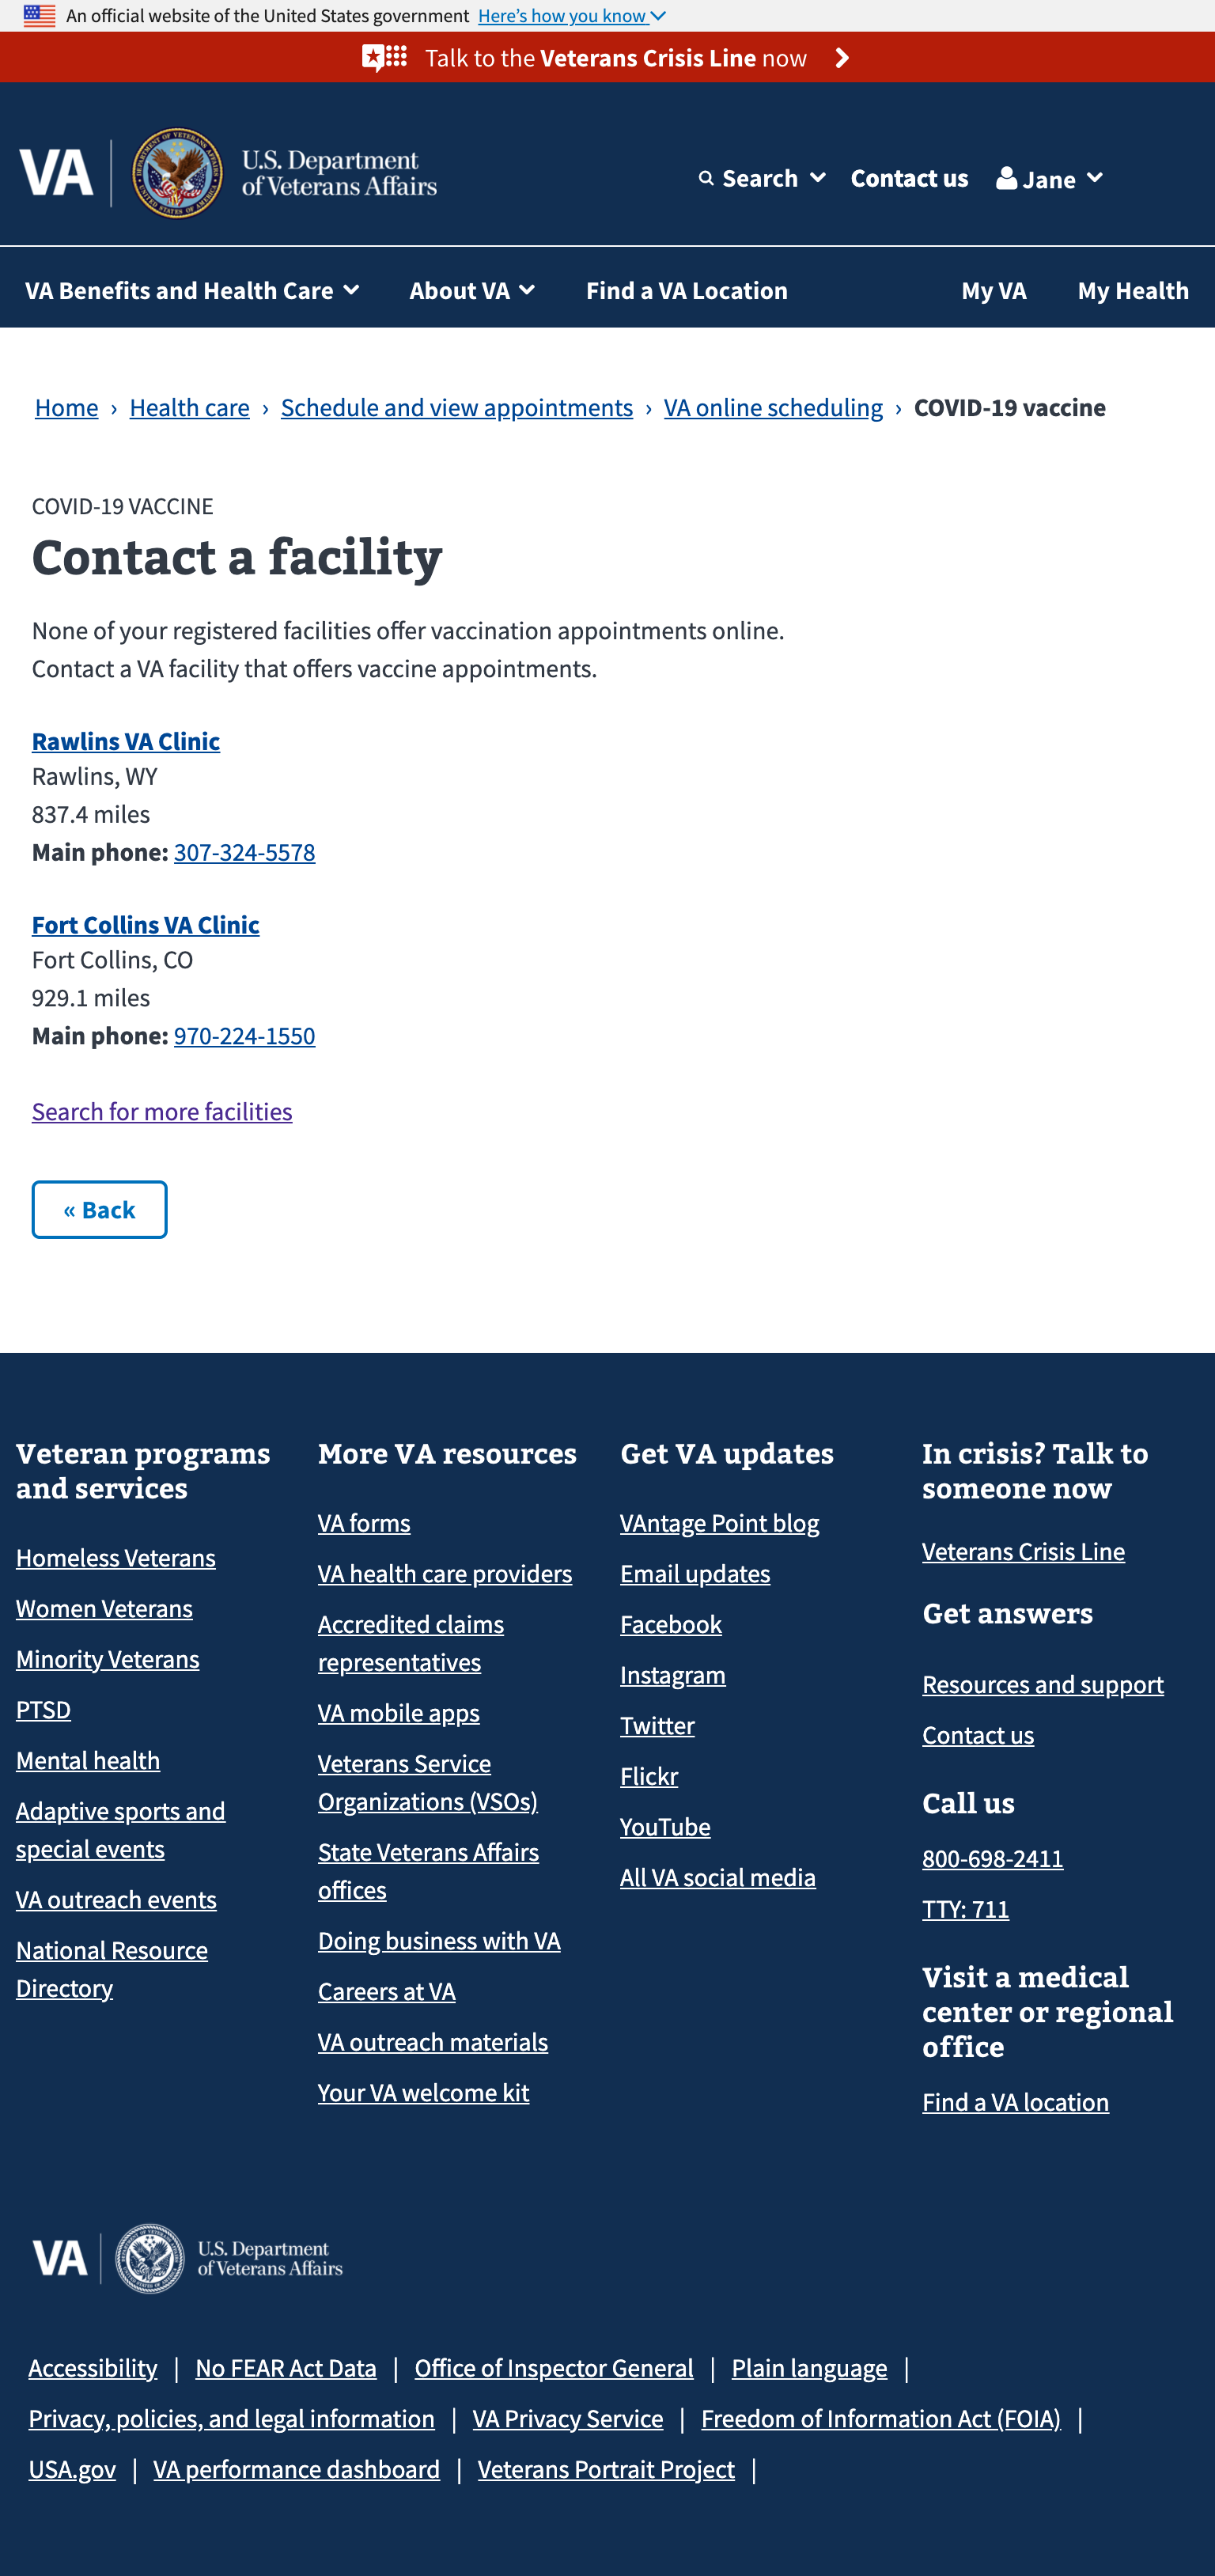 An official website of the United States government Here's how you know
Talk to the Veterans Crisis Line now
VA
U.S. Department
of Veterans Affairs
Search
Contact us
Jane
VA Benefits and Health Care
About VA
Find a VA Location
My VA
My Health
Home › Health care › Schedule and view appointments › VA online scheduling › COVID-19 vaccine
COVID-19 VACCINE
Contact a facility
None of your registered facilities offer vaccination appointments online.
Contact a VA facility that offers vaccine appointments.
Rawlins VA Clinic
Rawlins, WY
837.4 miles
Main phone: 307-324-5578
Fort Collins VA Clinic
Fort Collins, CO
929.1 miles
Main phone: 970-224-1550
Search for more facilities
« Back
Veteran programs
and services
Homeless Veterans
Women Veterans
Minority Veterans
PTSD
Mental health
Adaptive sports and
special events
VA outreach events
National Resource
Directory
More VA resources
VA forms
VA health care providers
Accredited claims
representatives
VA mobile apps
Veterans Service
Organizations (VSOs)
State Veterans Affairs
offices
Doing business with VA
Careers at VA
VA outreach materials
Your VA welcome kit
Get VA updates
VAntage Point blog
Email updates
Facebook
Instagram
Twitter
Flickr
YouTube
All VA social media
In crisis? Talk to
someone now
Veterans Crisis Line
Get answers
Resources and support
Contact us
Call us
800-698-2411
TTY: 711
Visit a medical
center or regional
office
Find a VA location
VA
U.S. Department
of Veterans Affairs
Accessibility | No FEAR Act Data | Office of Inspector General | Plain language |
Privacy, policies, and legal information | VA Privacy Service | Freedom of Information Act (FOIA) |
USA.gov | VA performance dashboard | Veterans Portrait Project |